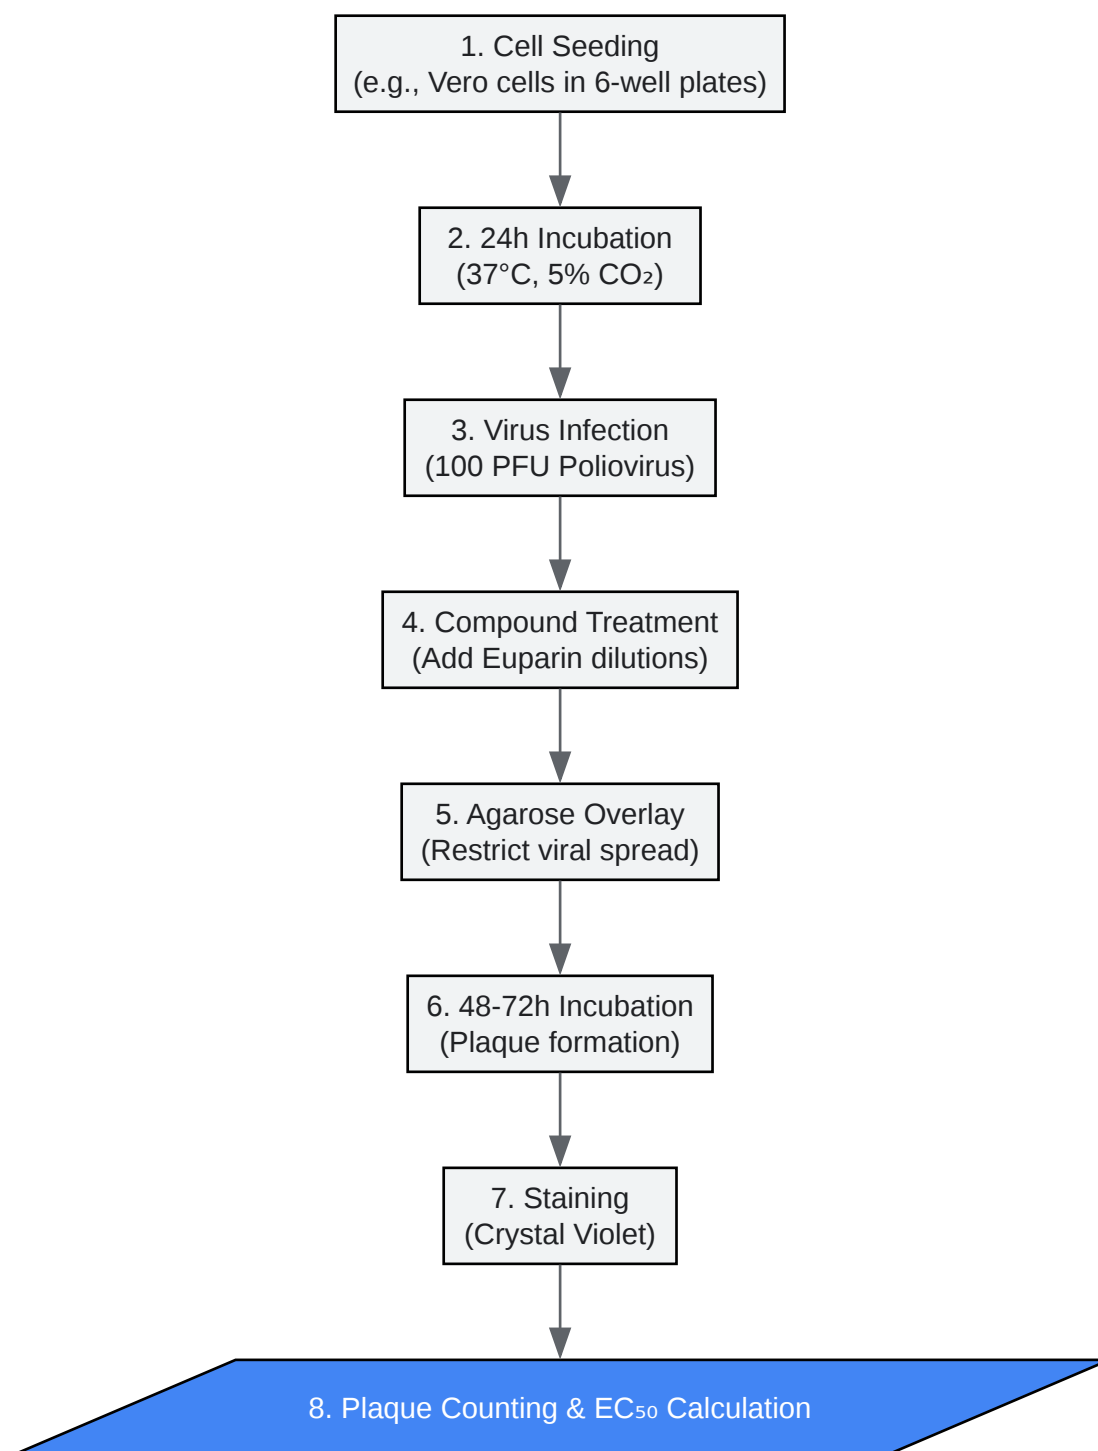 1. Cell Seeding
(e.g., Vero cells in 6-well plates)
2. 24h Incubation
(37°C, 5% CO₂)
3. Virus Infection
(100 PFU Poliovirus)
4. Compound Treatment
(Add Euparin dilutions)
5. Agarose Overlay
(Restrict viral spread)
6. 48-72h Incubation
(Plaque formation)
7. Staining
(Crystal Violet)
8. Plaque Counting & EC₅₀ Calculation